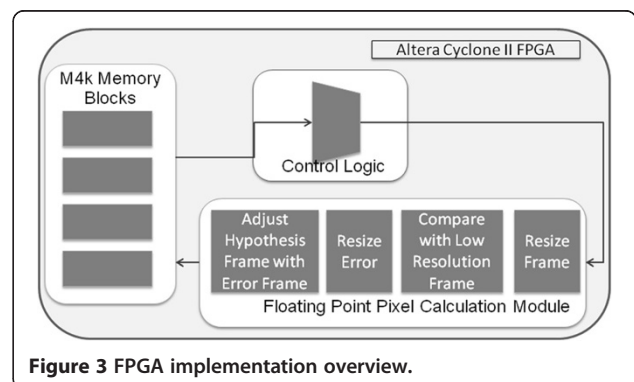 Altera Cyclone II FPGA
M4k Memory
Blocks
Control Logic
Adjust
Hypothesis
Frame with
Error Frame
Resize
Error
Compare
with Low
Resolution
Frame
Resize
Frame
Floating Point Pixel Calculation Module
Figure 3 FPGA implementation overview.